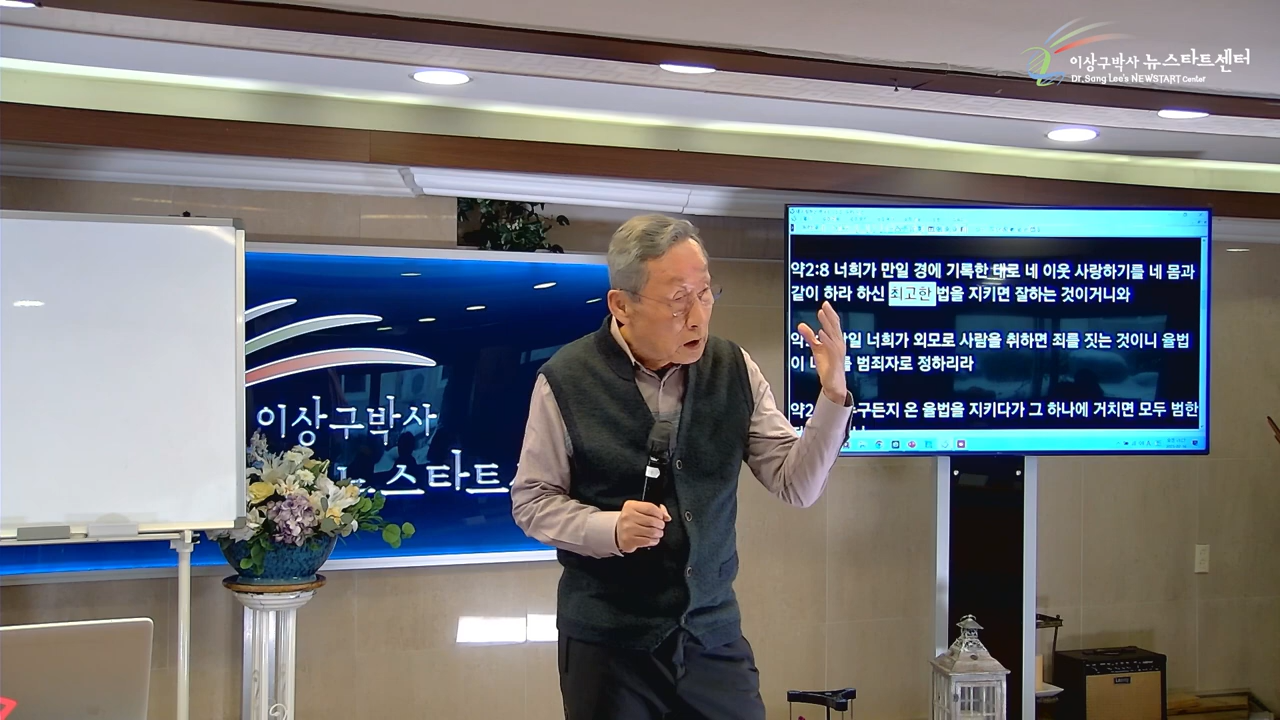 이상구박사 뉴스타트센터
Dr. Sang Lee's NEWSTART Center
약2:8 너희가 만일 경에 기록한 대로 네 이웃 사랑하기를 네 몸과
같이 하라 하신 최고한 법을 지키면 잘하는 것이거니와
너희가 외모로 사람을 취하면 죄를 짓는 것이니 율법
이 범죄자로 정하리라
온 율법을 지키다가 그 하나에 거치면 모두 범한
이상구박사
뉴스타트